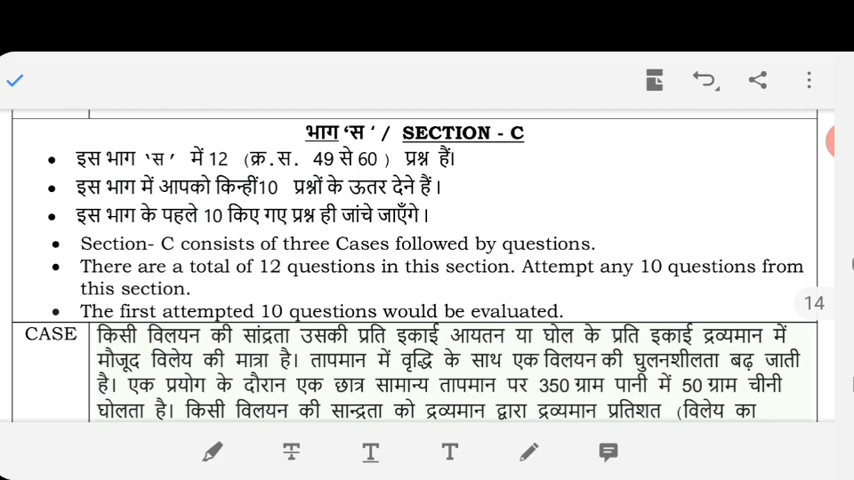 भाग ‘स ‘ / SECTION - C
• इस भाग ‘स ’ में 12 (क्र.स. 49 से 60 ) प्रश्न हैं।
• इस भाग में आपको किन्हीं10 प्रश्नों के ऊतर देने हैं ।
• इस भाग के पहले 10 किए गए प्रश्न ही जांचे जाएँगे ।
• Section- C consists of three Cases followed by questions.
• There are a total of 12 questions in this section. Attempt any 10 questions from
this section.
• The first attempted 10 questions would be evaluated.
14
CASE किसी विलयन की सांद्रता उसकी प्रति इकाई आयतन या घोल के प्रति इकाई द्रव्यमान में
मौजूद विलेय की मात्रा है। तापमान में वृद्धि के साथ एक विलयन की घुलनशीलता बढ़ जाती
है। एक प्रयोग के दौरान एक छात्र सामान्य तापमान पर 350 ग्राम पानी में 50 ग्राम चीनी
घोलता है। किसी विलयन की सान्द्रता को द्रव्यमान द्वारा द्रव्यमान प्रतिशत (विलेय का
T T T